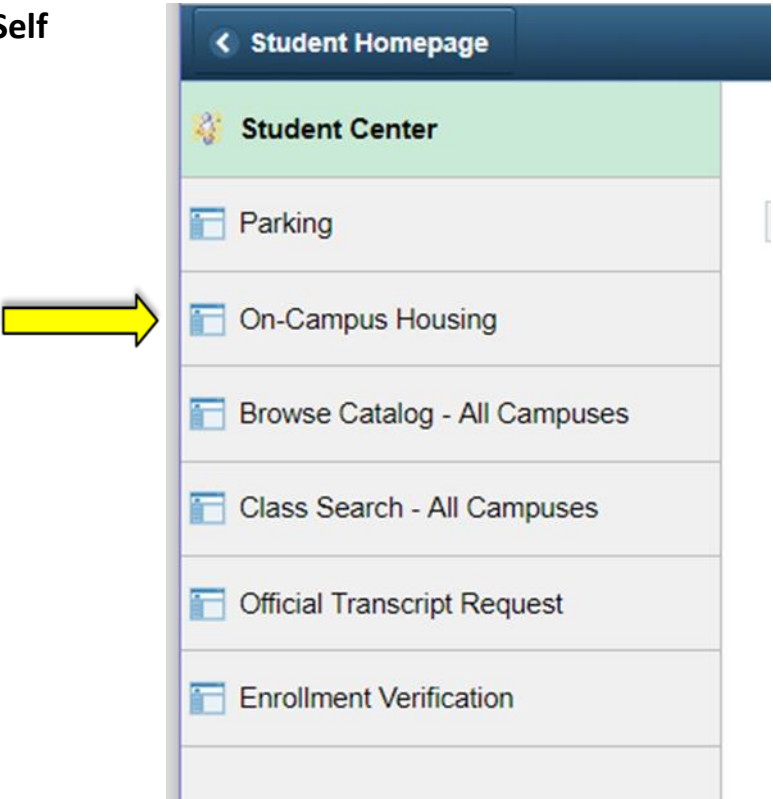 Self
Student Homepage
Student Center
Parking
On-Campus Housing
Browse Catalog - All Campuses
Class Search - All Campuses
Official Transcript Request
Enrollment Verification